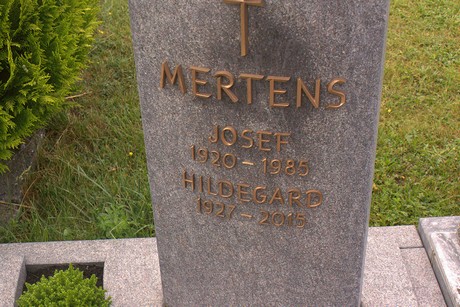 MERTENS
JOSEF
1920 – 1985
HILDEGARD
1927 – 2015